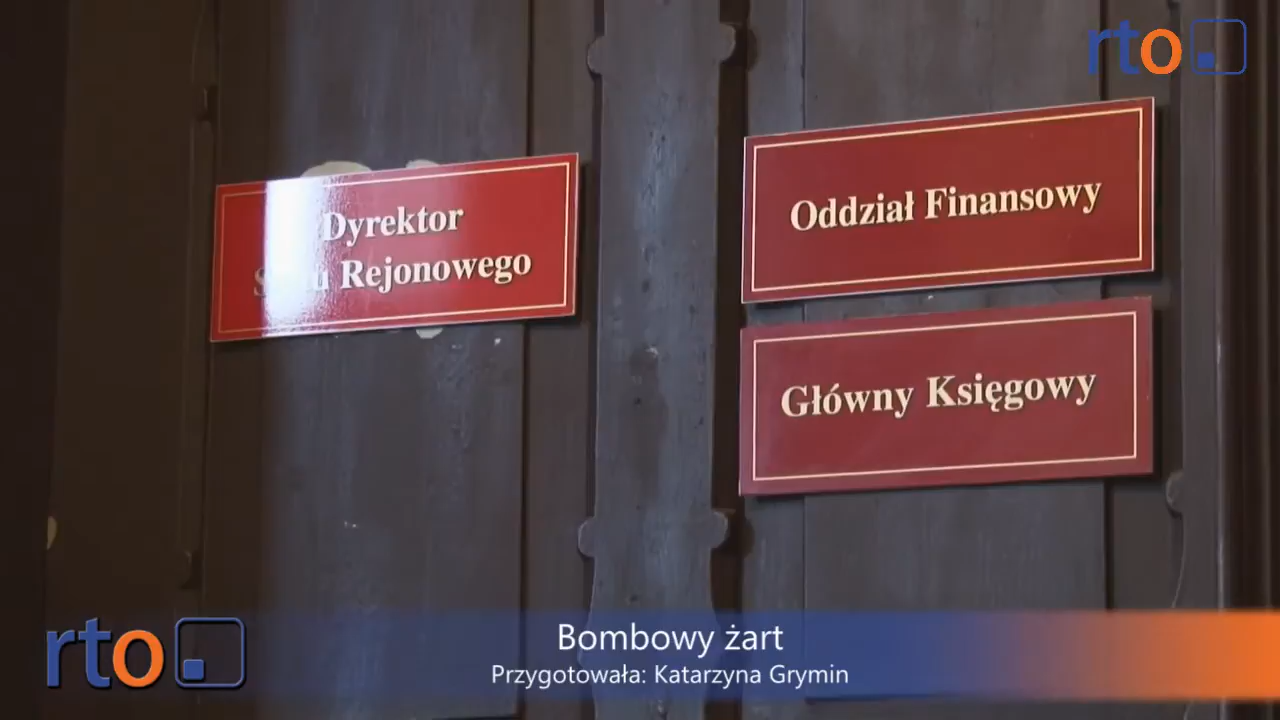 rto
Dyrektor
Rejonowego
Oddział Finansowy
Główny Księgowy
rto
Bombowy żart
Przygotowała: Katarzyna Grymin